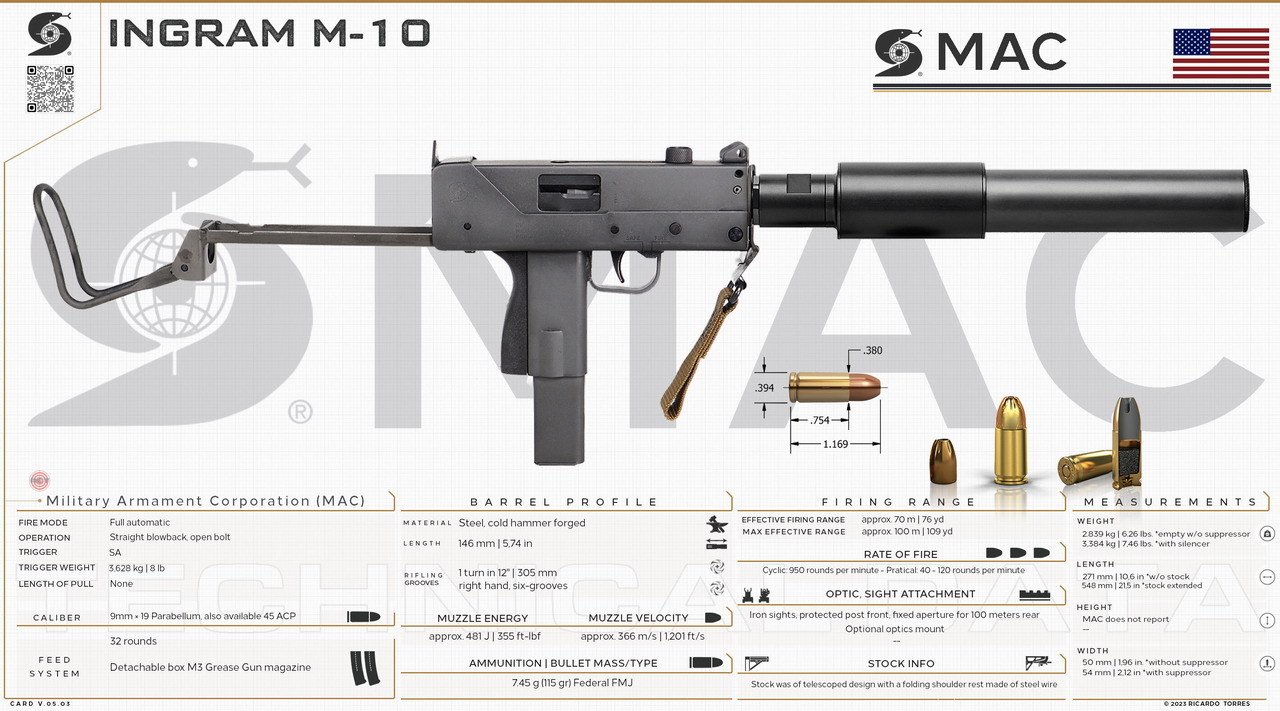 INGRAM M-10
MAC
SMAC
®
.380
.394
.754
1.169
Military Armament Corporation (MAC)
FIRE MODE Full automatic
OPERATION Straight blowback, open bolt
TRIGGER SA
TRIGGER WEIGHT 3.628 kg | 8 lb
LENGTH OF PULL None
CALIBER 9mm × 19 Parabellum, also available 45 ACP
FEED SYSTEM
32 rounds
Detachable box M3 Grease Gun magazine
BARREL PROFILE
MATERIAL Steel, cold hammer forged
LENGTH 146 mm | 5,74 in
RIFLING GROOVES
1 turn in 12" | 305 mm
right hand, six-grooves
MUZZLE ENERGY
approx. 481 J | 355 ft-lbf
MUZZLE VELOCITY
approx. 366 m/s | 1,201 ft/s
AMMUNITION | BULLET MASS/TYPE
7.45 g (115 gr) Federal FMJ
FIRING RANGE
EFFECTIVE FIRING RANGE approx. 70 m | 76 yd
MAX EFFECTIVE RANGE approx. 100 m | 109 yd
RATE OF FIRE
Cyclic: 950 rounds per minute - Pratical: 40 - 120 rounds per minute
OPTIC, SIGHT ATTACHMENT
Iron sights, protected post front, fixed aperture for 100 meters rear
Optional optics mount
--
STOCK INFO
Stock was of telescoped design with a folding shoulder rest made of steel wire
MEASUREMENTS
WEIGHT
2.839 kg | 6.26 lbs. *empty w/o suppressor
3,384 kg | 7,46 lbs. *with silencer
LENGTH
271 mm | 10,6 in *w/o stock
548 mm | 21,5 in *stock extended
HEIGHT
MAC does not report
--
WIDTH
50 mm | 1,96 in. *without suppressor
54 mm | 2,12 in *with suppressor
TECHNICAL DATA
CARD V.05.03
© 2023 RICARDO TORRES